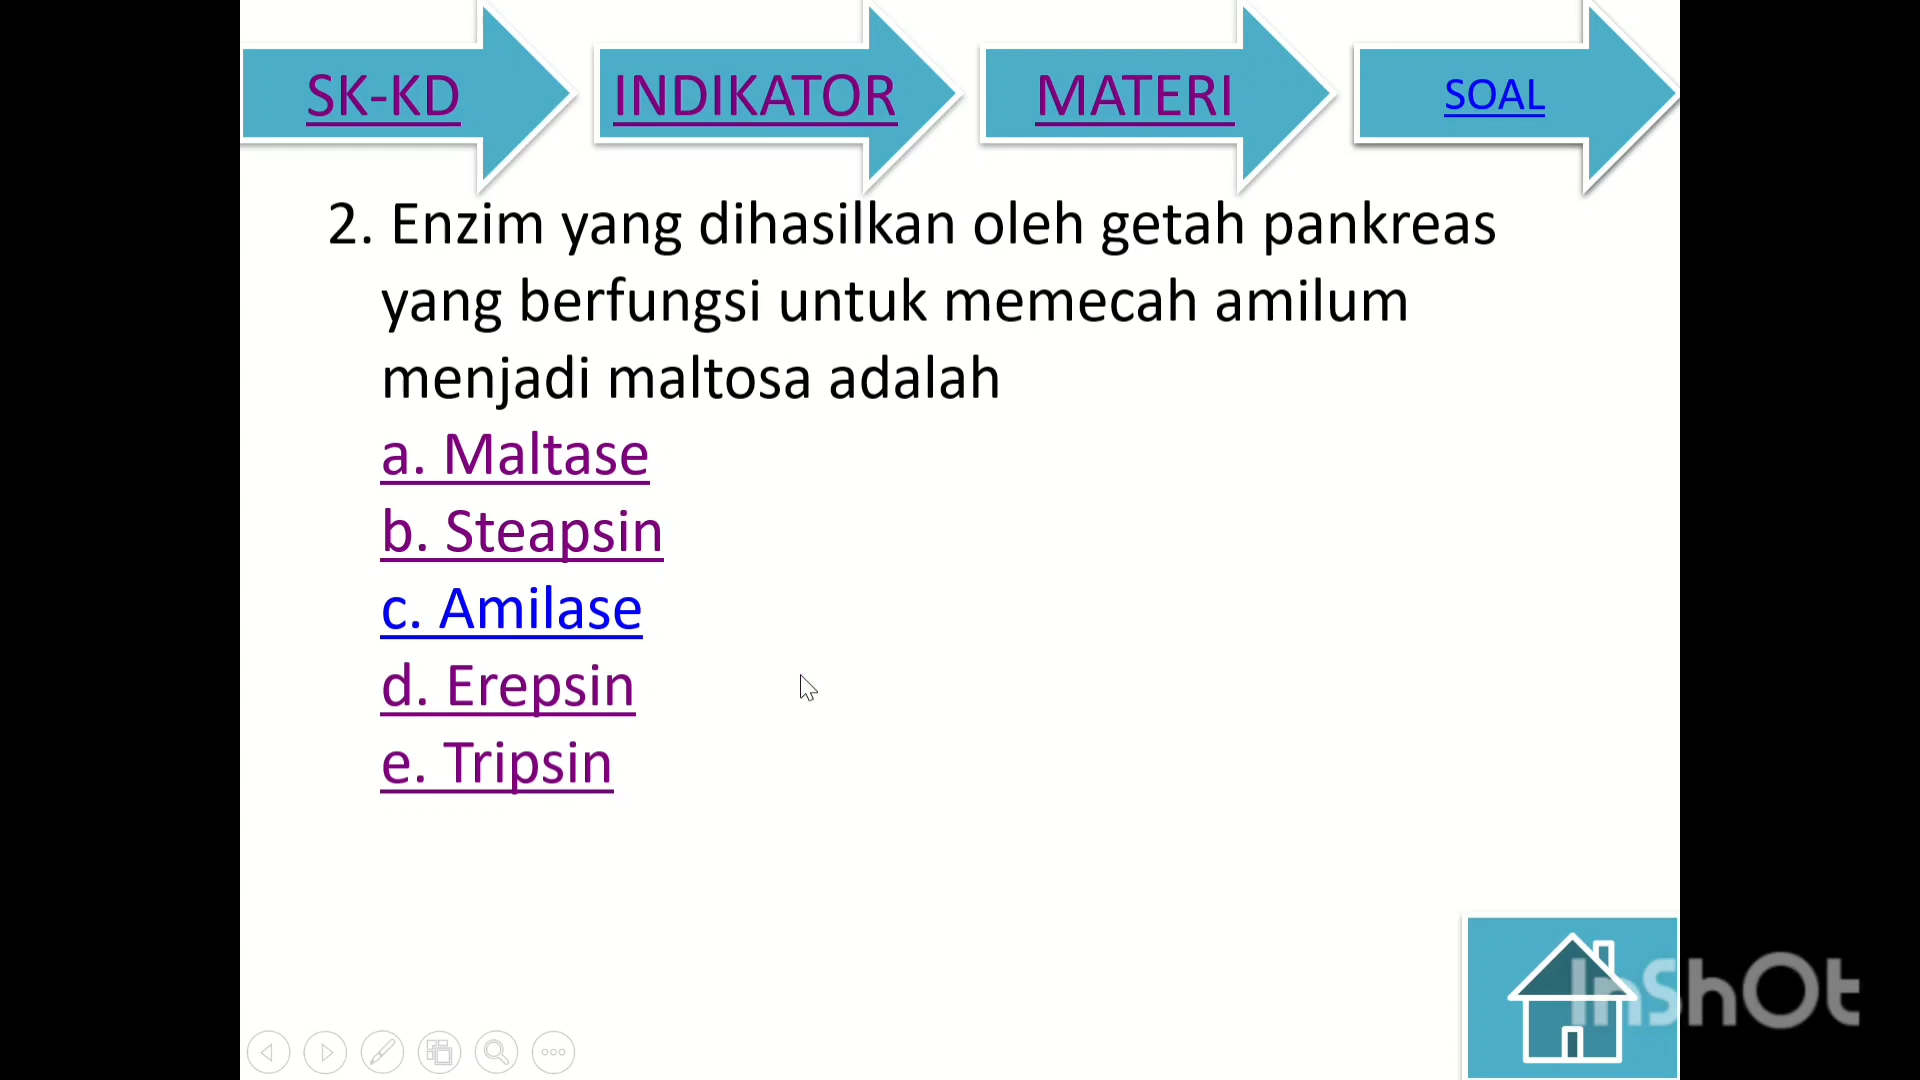 SK-KD INDIKATOR MATERI SOAL
2. Enzim yang dihasilkan oleh getah pankreas
yang berfungsi untuk memecah amilum
menjadi maltosa adalah
a. Maltase
b. Steapsin
c. Amilase
d. Erepsin
e. Tripsin
InShOt